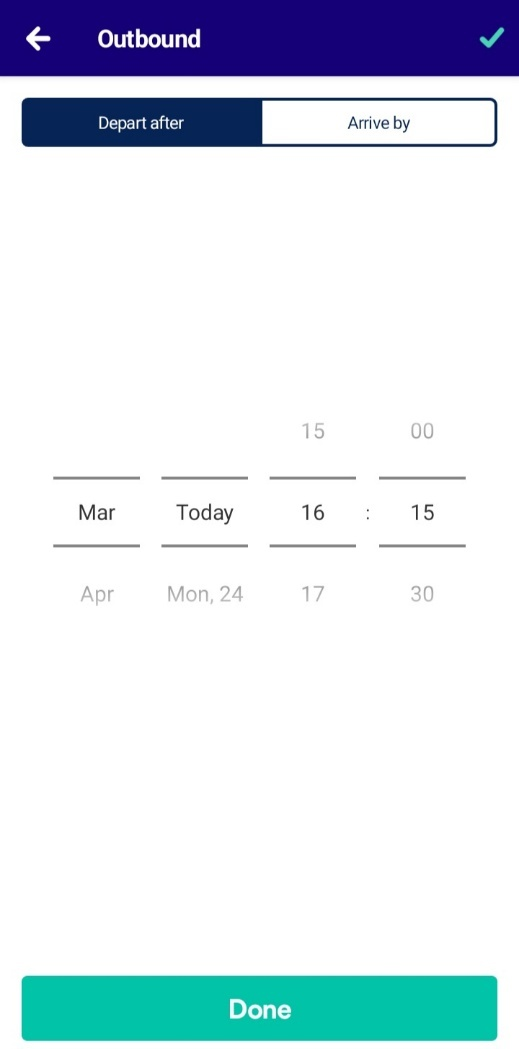 Outbound
Depart after Arrive by
15 00
Mar Today 16 : 15
Apr Mon, 24 17 30
Done